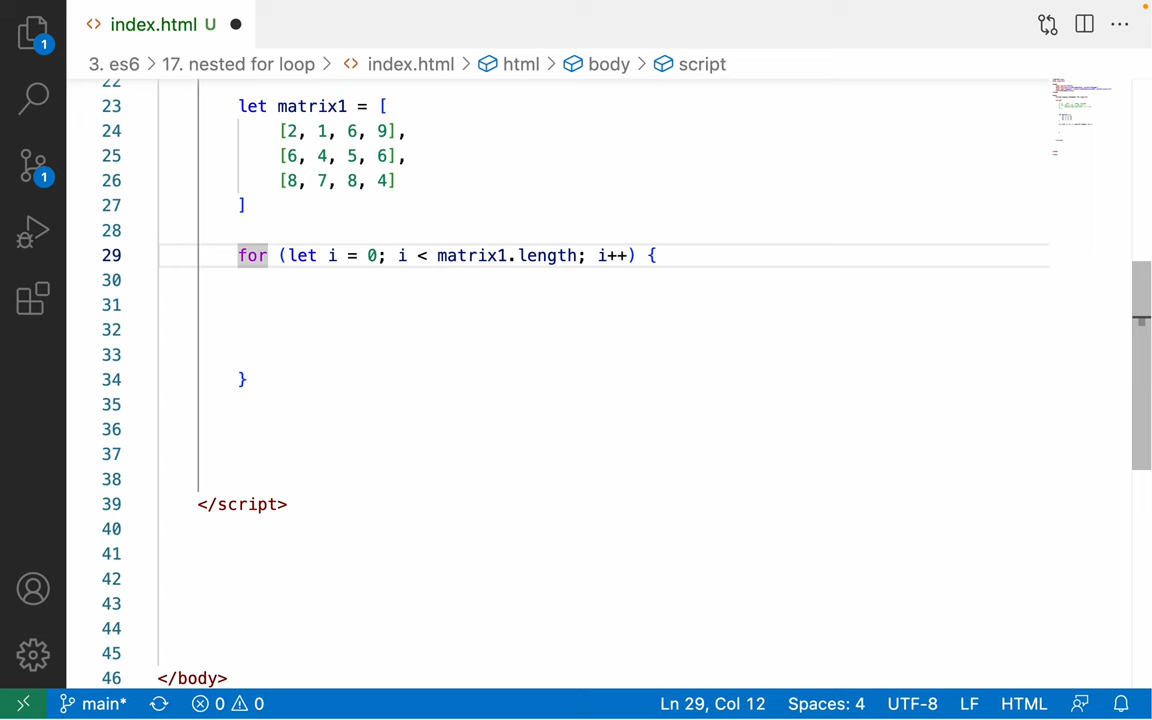 index.html U
1
3. es6 > 17. nested for loop > index.html > html > body > script
22
23 let matrix1 = [
24 [2, 1, 6, 9],
25 [6, 4, 5, 6],
26 [8, 7, 8, 4]
27 ]
28
29 for (let i = 0; i < matrix1.length; i++) {
30
31
32
33
34 }
35
36
37
38
39 </script>
40
41
42
43
44
45
46 </body>
1
main* 0 0 Ln 29, Col 12 Spaces: 4 UTF-8 LF HTML